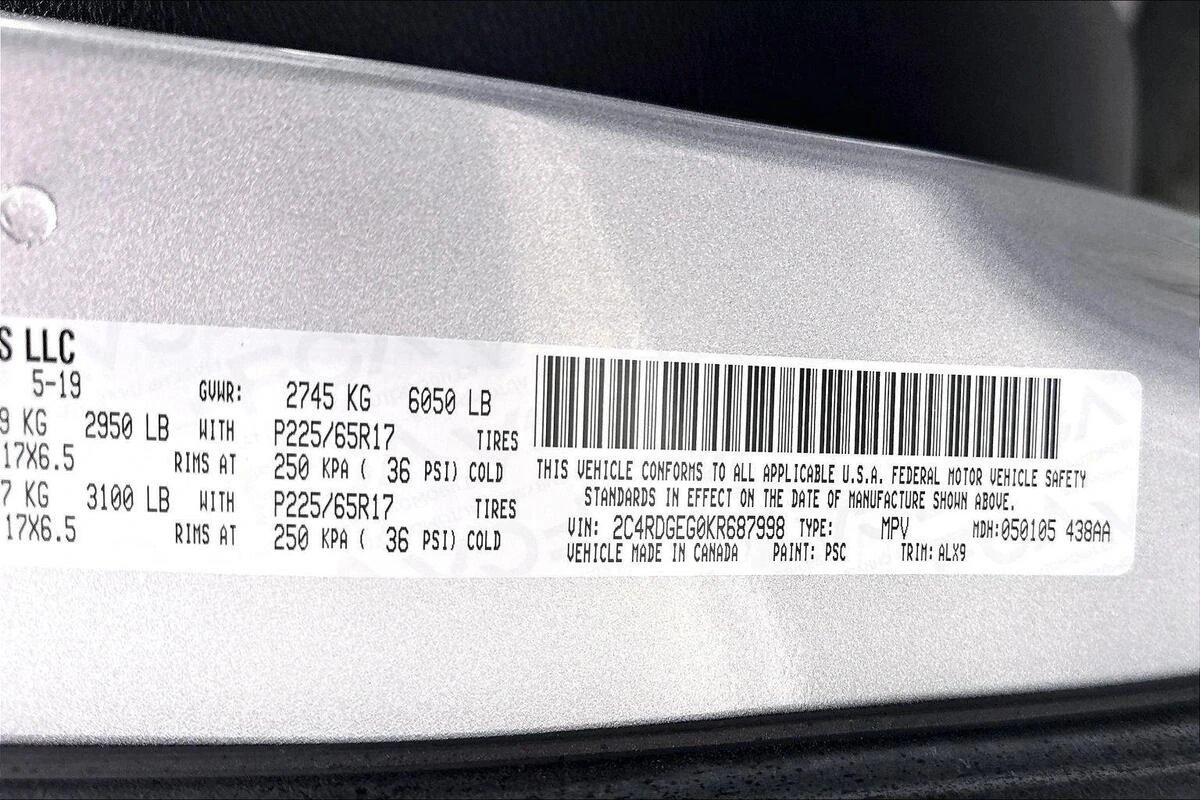 S LLC
5-19 GVWR: 2745 KG 6050 LB
9 KG 2950 LB WITH P225/65R17 TIRES
17X6.5 RIMS AT 250 KPA ( 36 PSI) COLD
7 KG 3100 LB WITH P225/65R17 TIRES
17X6.5 RIMS AT 250 KPA ( 36 PSI) COLD
THIS VEHICLE CONFORMS TO ALL APPLICABLE U.S.A. FEDERAL MOTOR VEHICLE SAFETY
STANDARDS IN EFFECT ON THE DATE OF MANUFACTURE SHOWN ABOVE.
VIN: 2C4RDGEG0KR687998 TYPE: MPV MDH:050105 438AA
VEHICLE MADE IN CANADA PAINT: PSC TRIM: ALX9